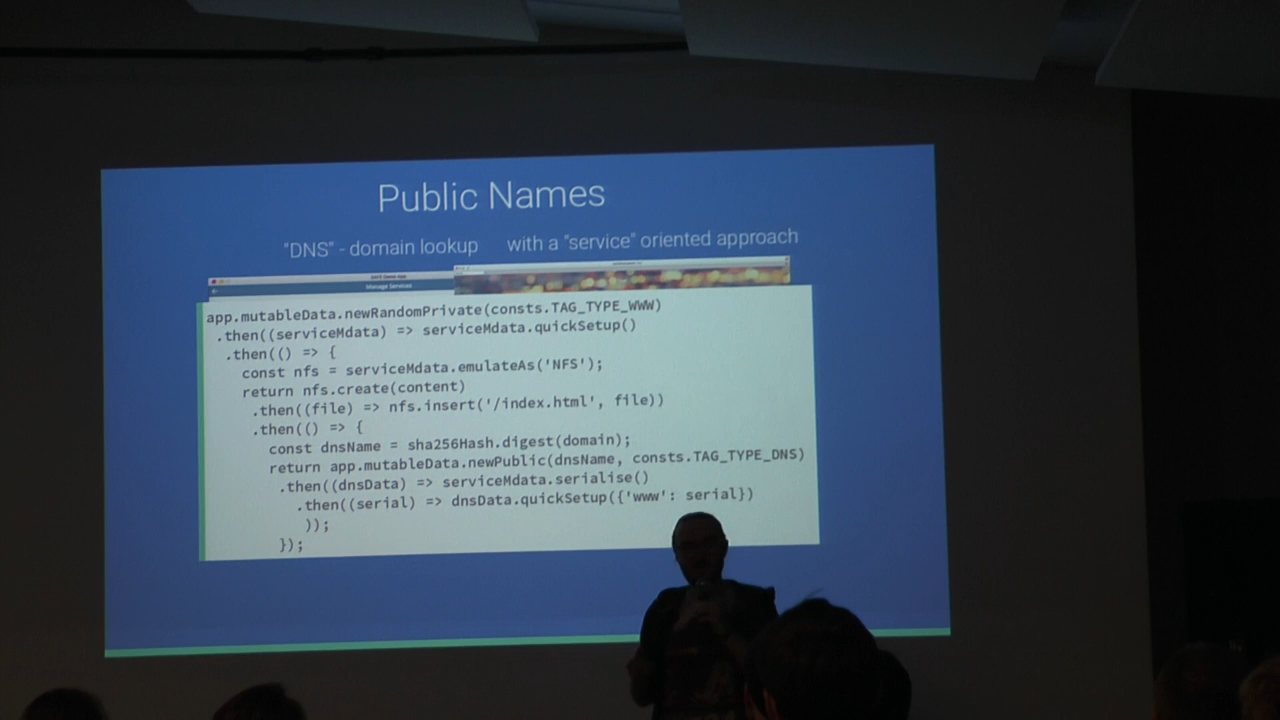 Public Names
"DNS" - domain lookup with a "service" oriented approach
Manage Services
app.mutableData.newRandomPrivate(consts.TAG_TYPE_WWW)
.then((serviceMdata) => serviceMdata.quickSetup()
.then(() => {
const nfs = serviceMdata.emulateAs('NFS');
return nfs.create(content)
.then((file) => nfs.insert('/index.html', file))
.then(() => {
const dnsName = sha256Hash.digest(domain);
return app.mutableData.newPublic(dnsName, consts.TAG_TYPE_DNS)
.then((dnsData) => serviceMdata.serialise()
.then((serial) => dnsData.quickSetup({'www': serial})
));
});